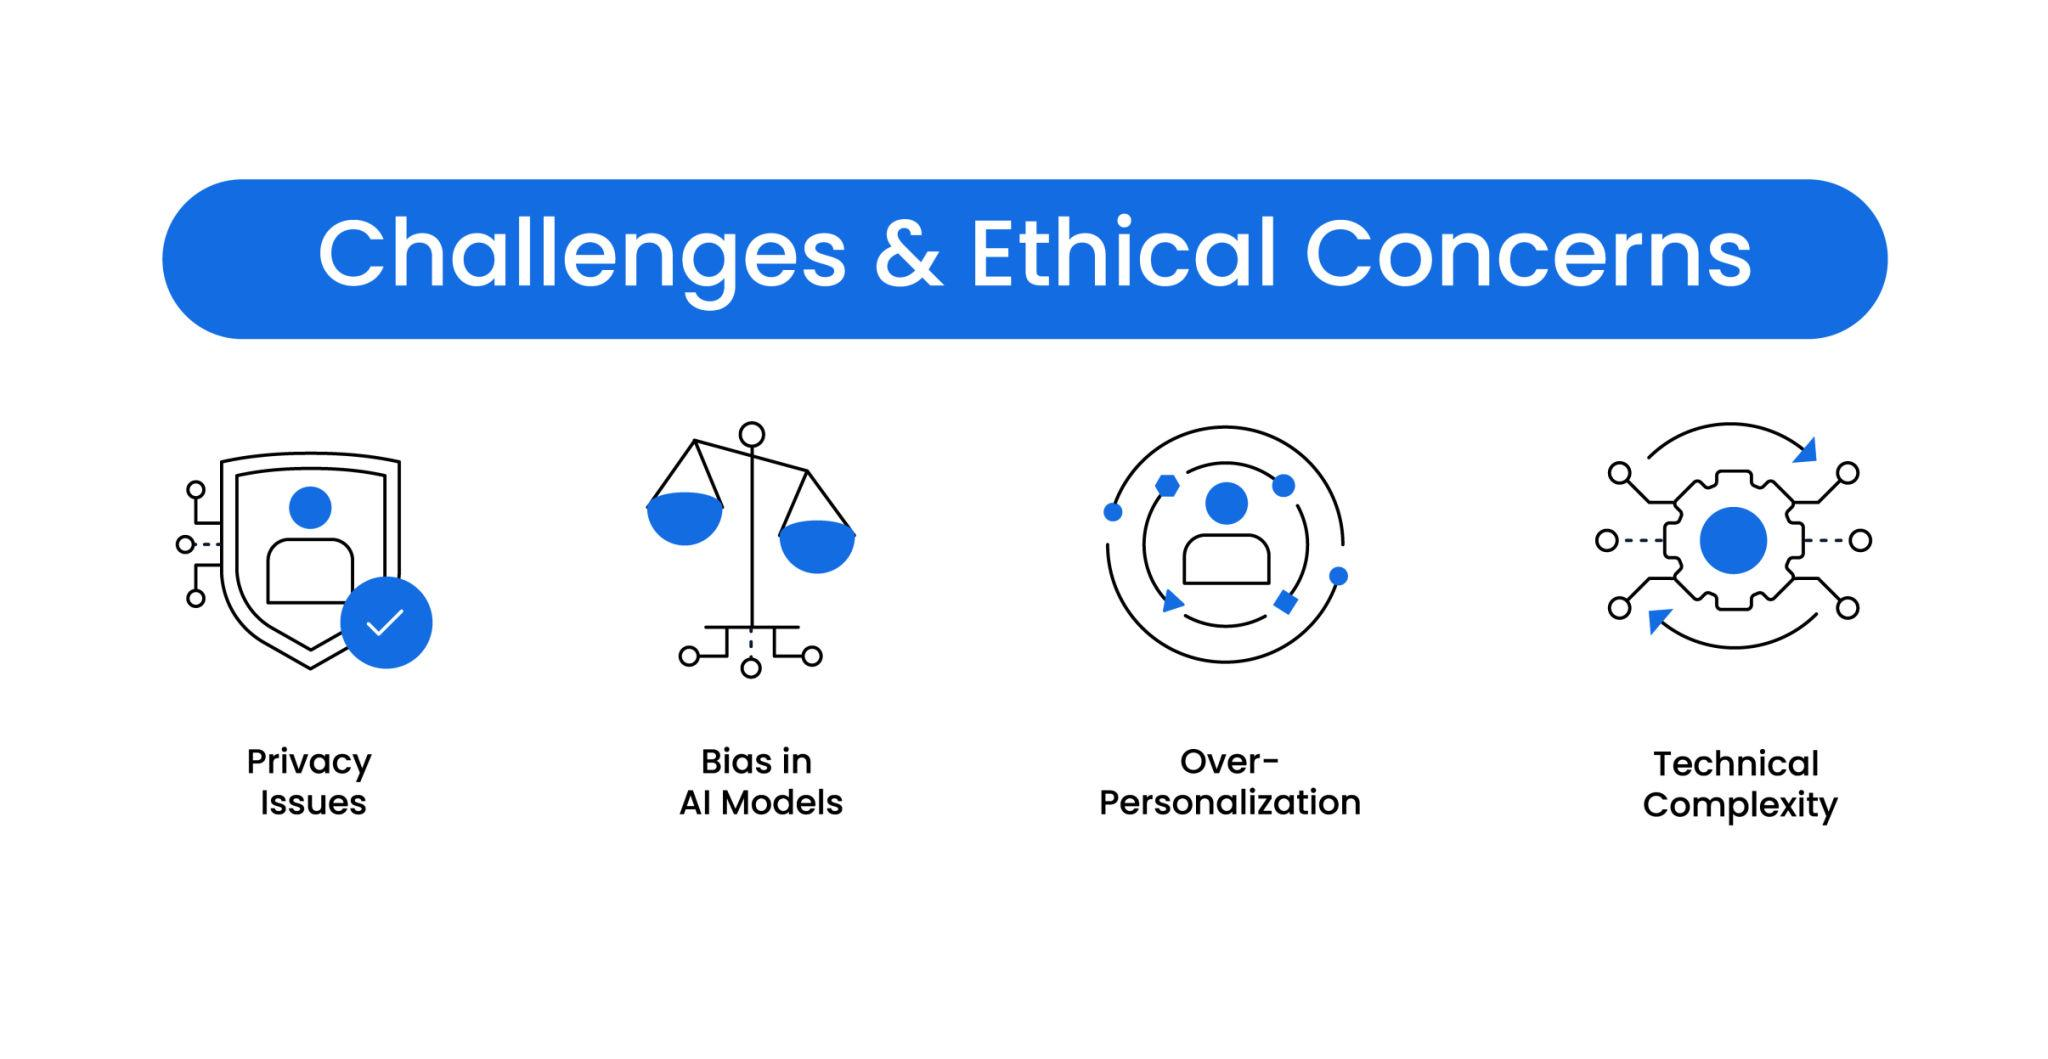 Challenges & Ethical Concerns
Privacy
Issues
Bias in
AI Models
Over-
Personalization
Technical
Complexity